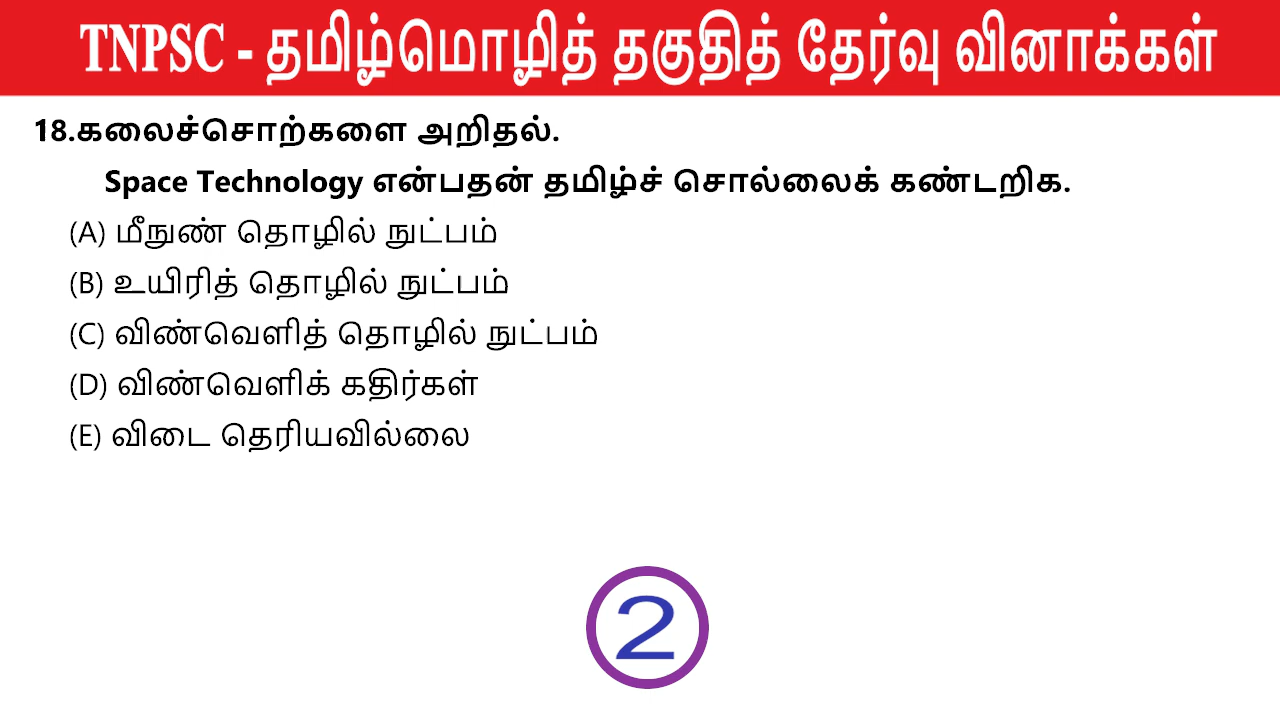 TNPSC - தமிழ்மொழித் தகுதித் தேர்வு வினாக்கள்
18.கலைச்சொற்களை அறிதல்.
Space Technology என்பதன் தமிழ்ச் சொல்லைக் கண்டறிக.
(A) மீநுண் தொழில் நுட்பம்
(B) உயிரித் தொழில் நுட்பம்
(C) விண்வெளித் தொழில் நுட்பம்
(D) விண்வெளிக் கதிர்கள்
(E) விடை தெரியவில்லை
2